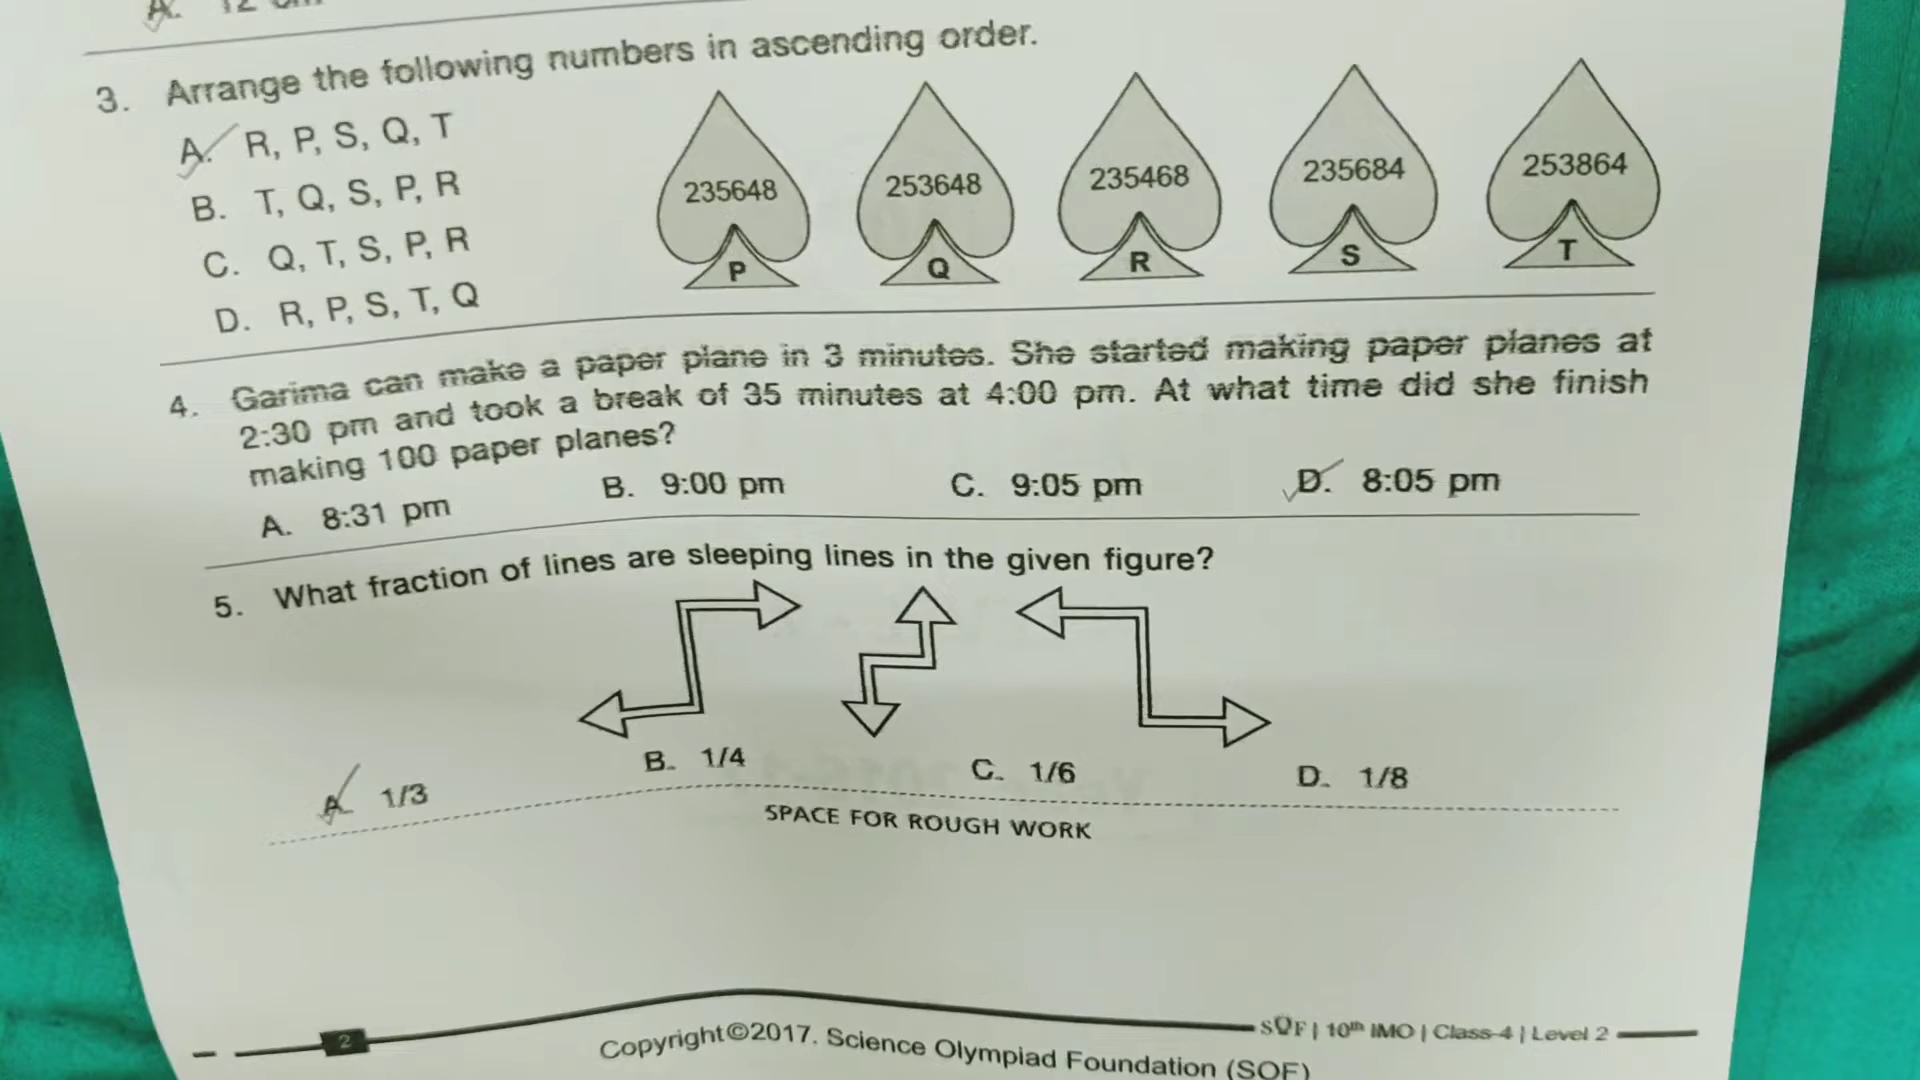 A. 12 cm
3. Arrange the following numbers in ascending order.
A. R, P, S, Q, T
B. T, Q, S, P, R
C. Q, T, S, P, R
D. R, P, S, T, Q
235648 253648 235468 235684 253864
P Q R S T
4. Garima can make a paper plane in 3 minutes. She started making paper planes at
2:30 pm and took a break of 35 minutes at 4:00 pm. At what time did she finish
making 100 paper planes?
A. 8:31 pm B. 9:00 pm C. 9:05 pm D. 8:05 pm
5. What fraction of lines are sleeping lines in the given figure?
A. 1/3 B. 1/4 C. 1/6 D. 1/8
SPACE FOR ROUGH WORK
2 SOF | 10th IMO | Class-4 | Level 2
Copyright©2017. Science Olympiad Foundation (SOF)